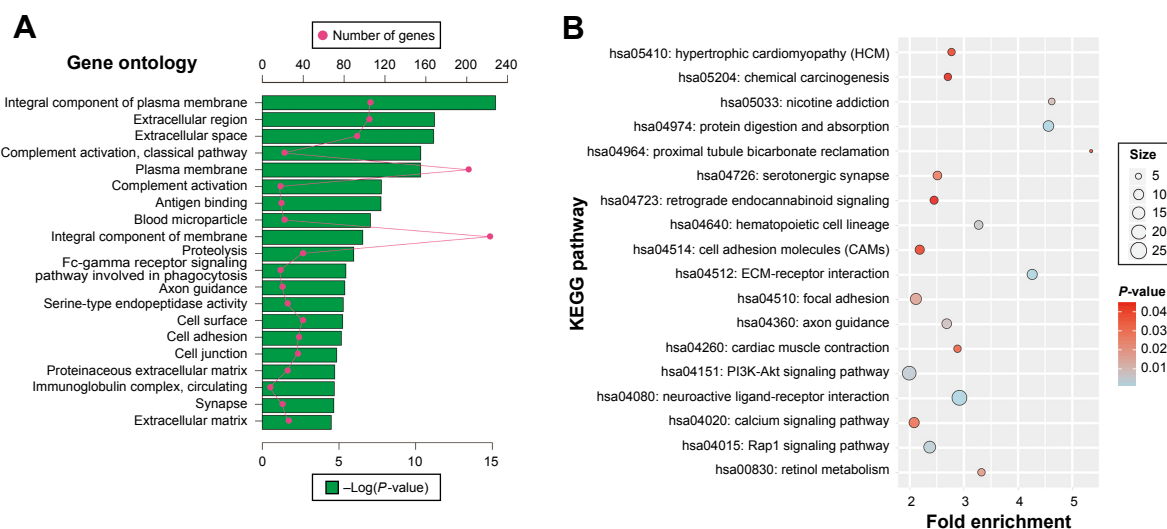 A
Number of genes
Gene ontology
0 40 80 120 160 200 240
Integral component of plasma membrane
Extracellular region
Extracellular space
Complement activation, classical pathway
Plasma membrane
Complement activation
Antigen binding
Blood microparticle
Integral component of membrane
Proteolysis
Fc-gamma receptor signaling
pathway involved in phagocytosis
Axon guidance
Serine-type endopeptidase activity
Cell surface
Cell adhesion
Cell junction
Proteinaceous extracellular matrix
Immunoglobulin complex, circulating
Synapse
Extracellular matrix
0 5 10 15
–Log(P-value)
B
KEGG pathway
hsa05410: hypertrophic cardiomyopathy (HCM)
hsa05204: chemical carcinogenesis
hsa05033: nicotine addiction
hsa04974: protein digestion and absorption
hsa04964: proximal tubule bicarbonate reclamation
hsa04726: serotonergic synapse
hsa04723: retrograde endocannabinoid signaling
hsa04640: hematopoietic cell lineage
hsa04514: cell adhesion molecules (CAMs)
hsa04512: ECM-receptor interaction
hsa04510: focal adhesion
hsa04360: axon guidance
hsa04260: cardiac muscle contraction
hsa04151: PI3K-Akt signaling pathway
hsa04080: neuroactive ligand-receptor interaction
hsa04020: calcium signaling pathway
hsa04015: Rap1 signaling pathway
hsa00830: retinol metabolism
2 3 4 5
Fold enrichment
Size
5
10
15
20
25
P-value
0.04
0.03
0.02
0.01